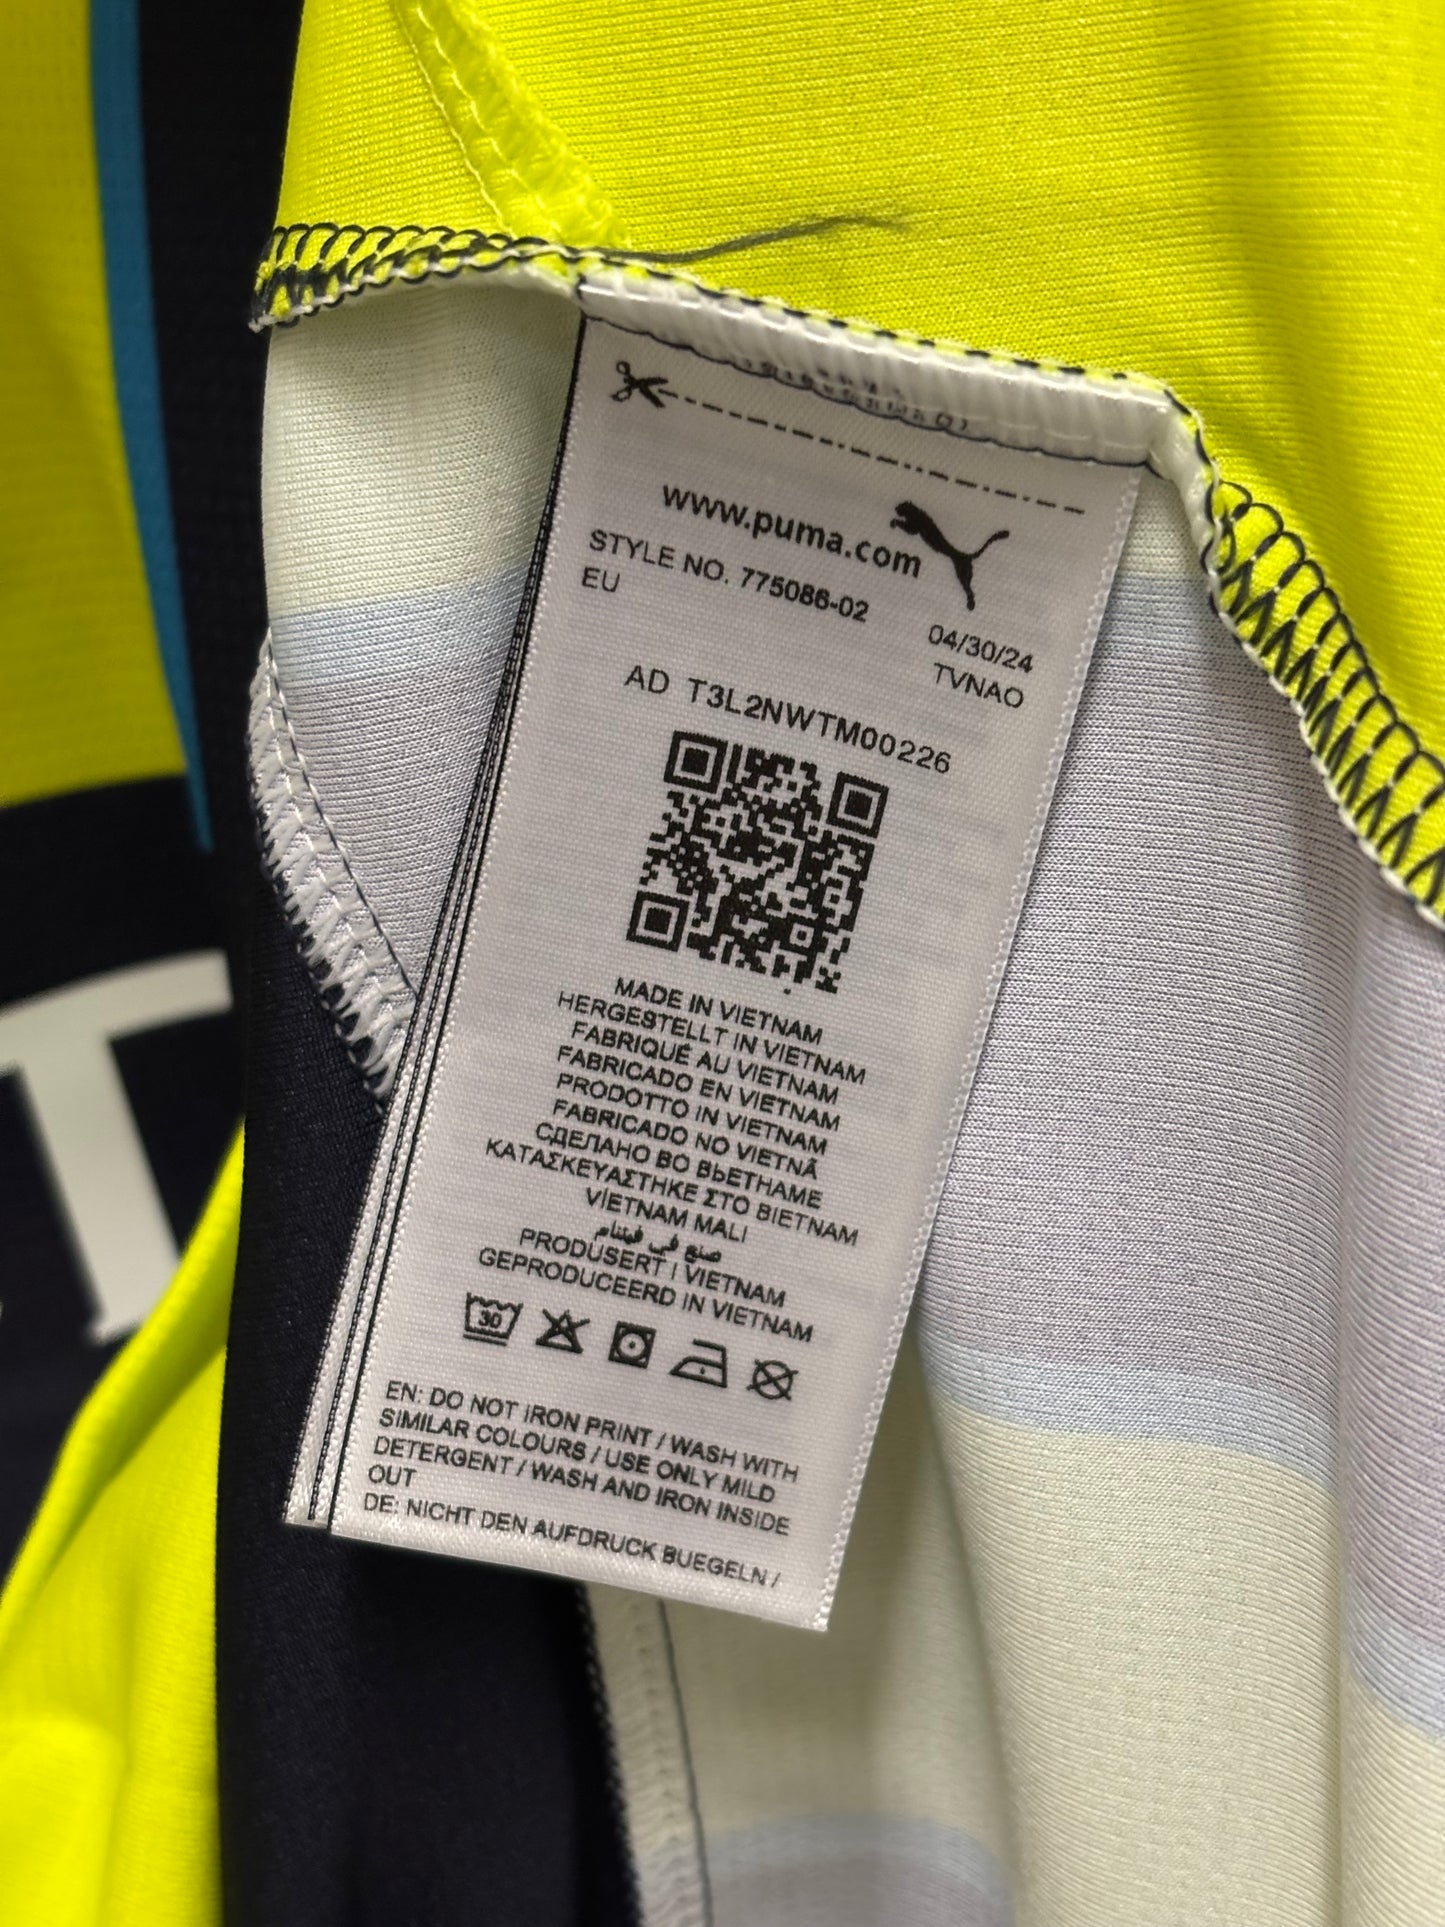 www.puma.com
STYLE NO. 775086-02
EU
04/30/24
TVNAO
AD T3L2NWTM00226
MADE IN VIETNAM
HERGESTELLT IN VIETNAM
FABRIQUÉ AU VIETNAM
FABRICADO EN VIETNAM
PRODOTTO IN VIETNAM
FABRICADO NO VIETNÃ
СДЕЛАНО ВО ВЬЕТНАМЕ
ΚΑΤΑΣΚΕΥΑΣΤΗΚΕ ΣΤΟ ΒΙΕΤΝΑΜ
VIETNAM MALI
صنع في فيتنام
PRODUSERT I VIETNAM
GEPRODUCEERD IN VIETNAM
30
EN: DO NOT IRON PRINT / WASH WITH
SIMILAR COLOURS / USE ONLY MILD
DETERGENT / WASH AND IRON INSIDE
OUT
DE: NICHT DEN AUFDRUCK BUEGELN /
T